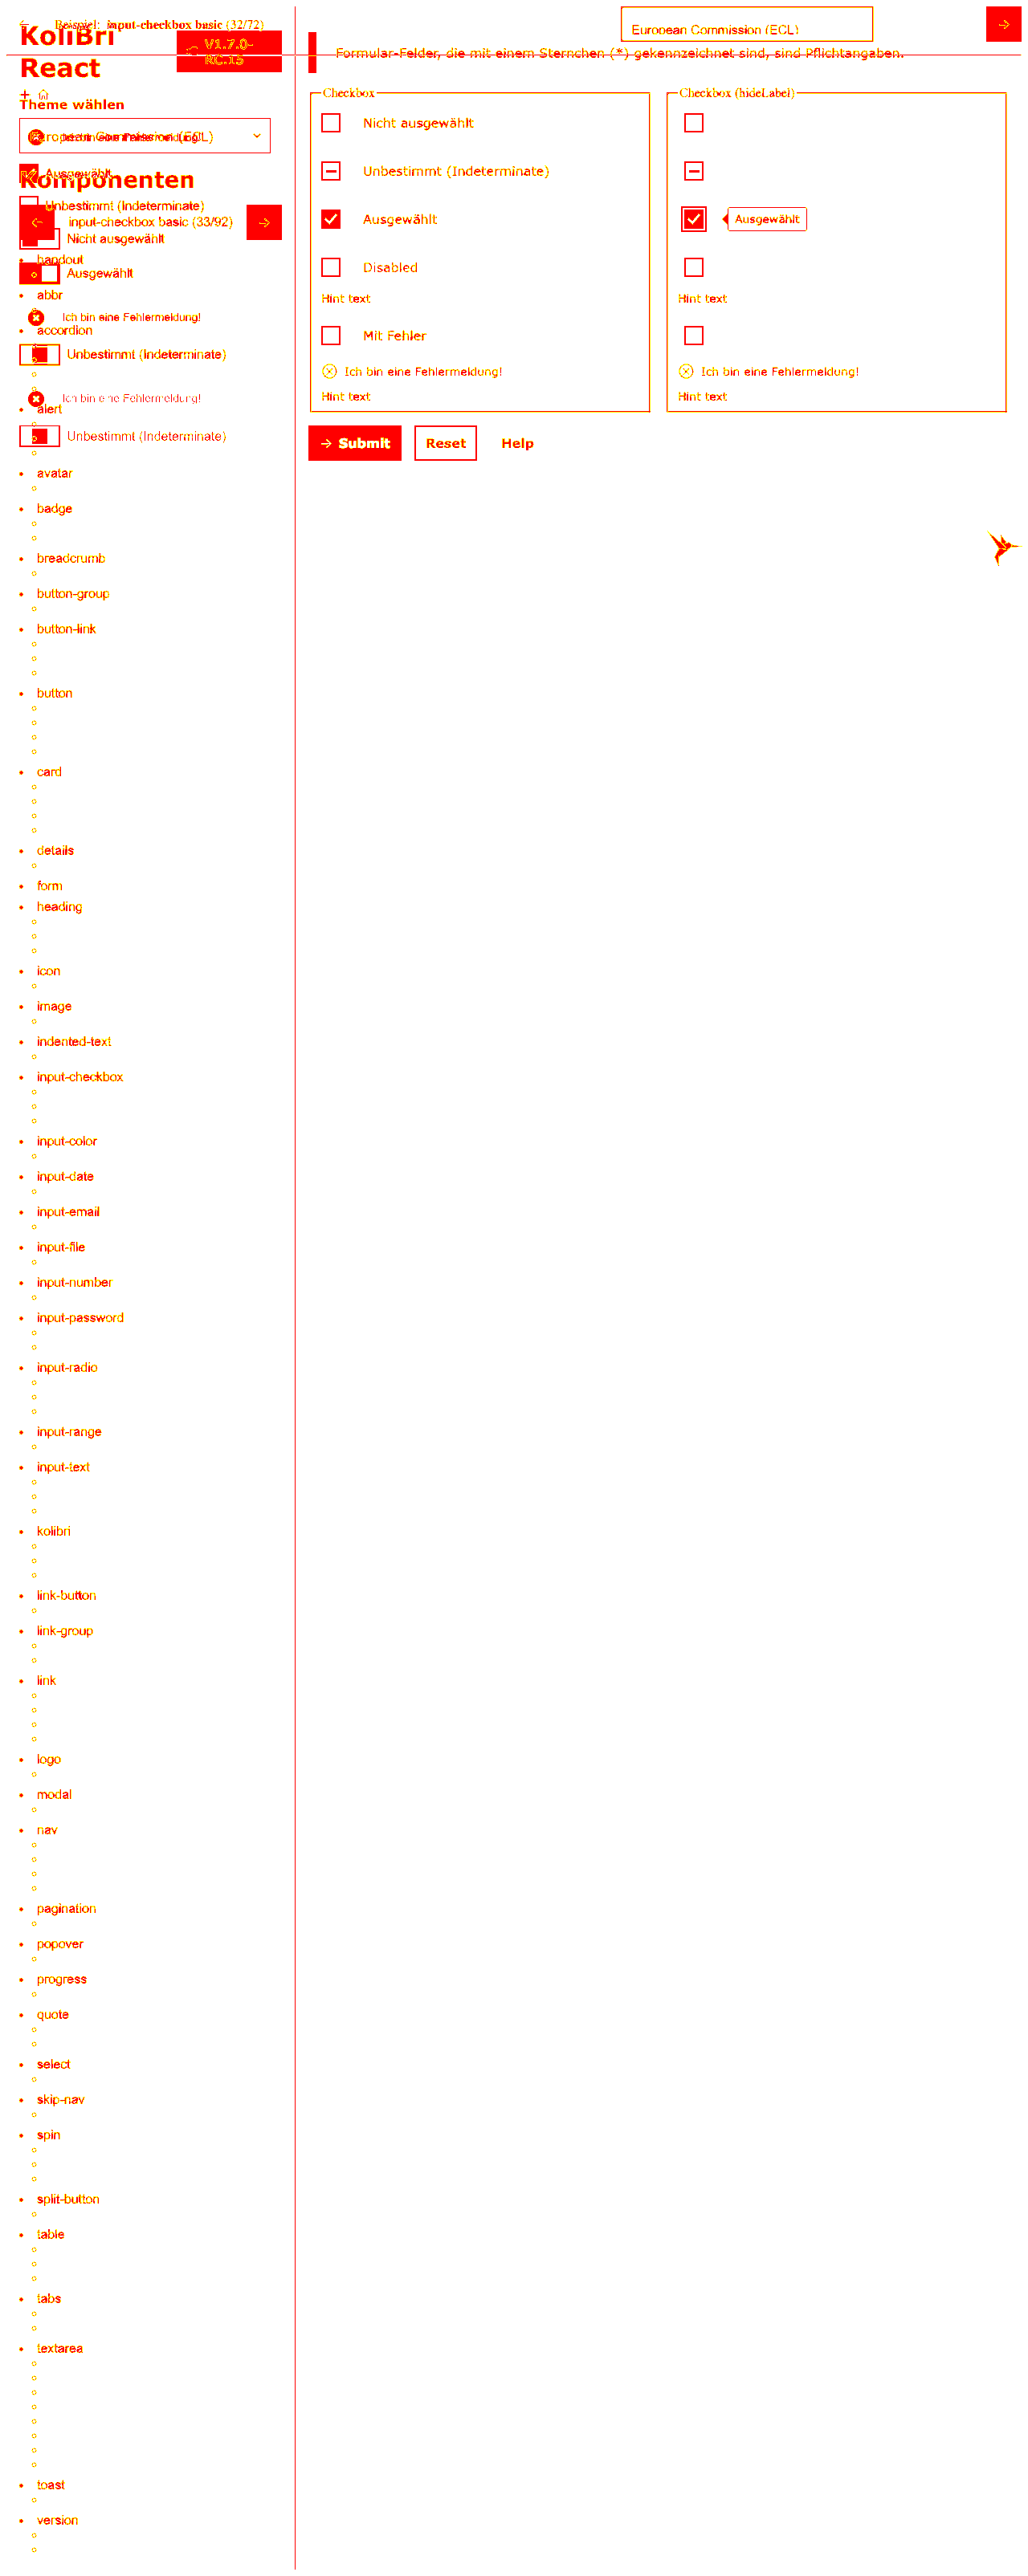 ← Beispiel: input-checkbox basic (32/72)
KoliBri
React
V1.7.0-
RC.15
Theme wählen
European Commission (ECL)
Ausgewählt
Komponenten
Unbestimmt (Indeterminate)
input-checkbox basic (33/92)
Nicht ausgewählt
handout
Ausgewählt
abbr
Ich bin eine Fehlermeldung!
accordion
Unbestimmt (Indeterminate)
Ich bin eine Fehlermeldung!
alert
Unbestimmt (Indeterminate)
avatar
badge
breadcrumb
button-group
button-link
button
card
details
form
heading
icon
image
indented-text
input-checkbox
input-color
input-date
input-email
input-file
input-number
input-password
input-radio
input-range
input-text
kolibri
link-button
link-group
link
logo
modal
nav
pagination
popover
progress
quote
select
skip-nav
spin
split-button
table
tabs
textarea
toast
version
European Commission (ECL)
Formular-Felder, die mit einem Sternchen (*) gekennzeichnet sind, sind Pflichtangaben.
Checkbox
Nicht ausgewählt
Unbestimmt (Indeterminate)
Ausgewählt
Disabled
Hint text
Mit Fehler
Ich bin eine Fehlermeldung!
Hint text
Checkbox (hideLabel)
Ausgewählt
Hint text
Ich bin eine Fehlermeldung!
Hint text
→ Submit
Reset
Help